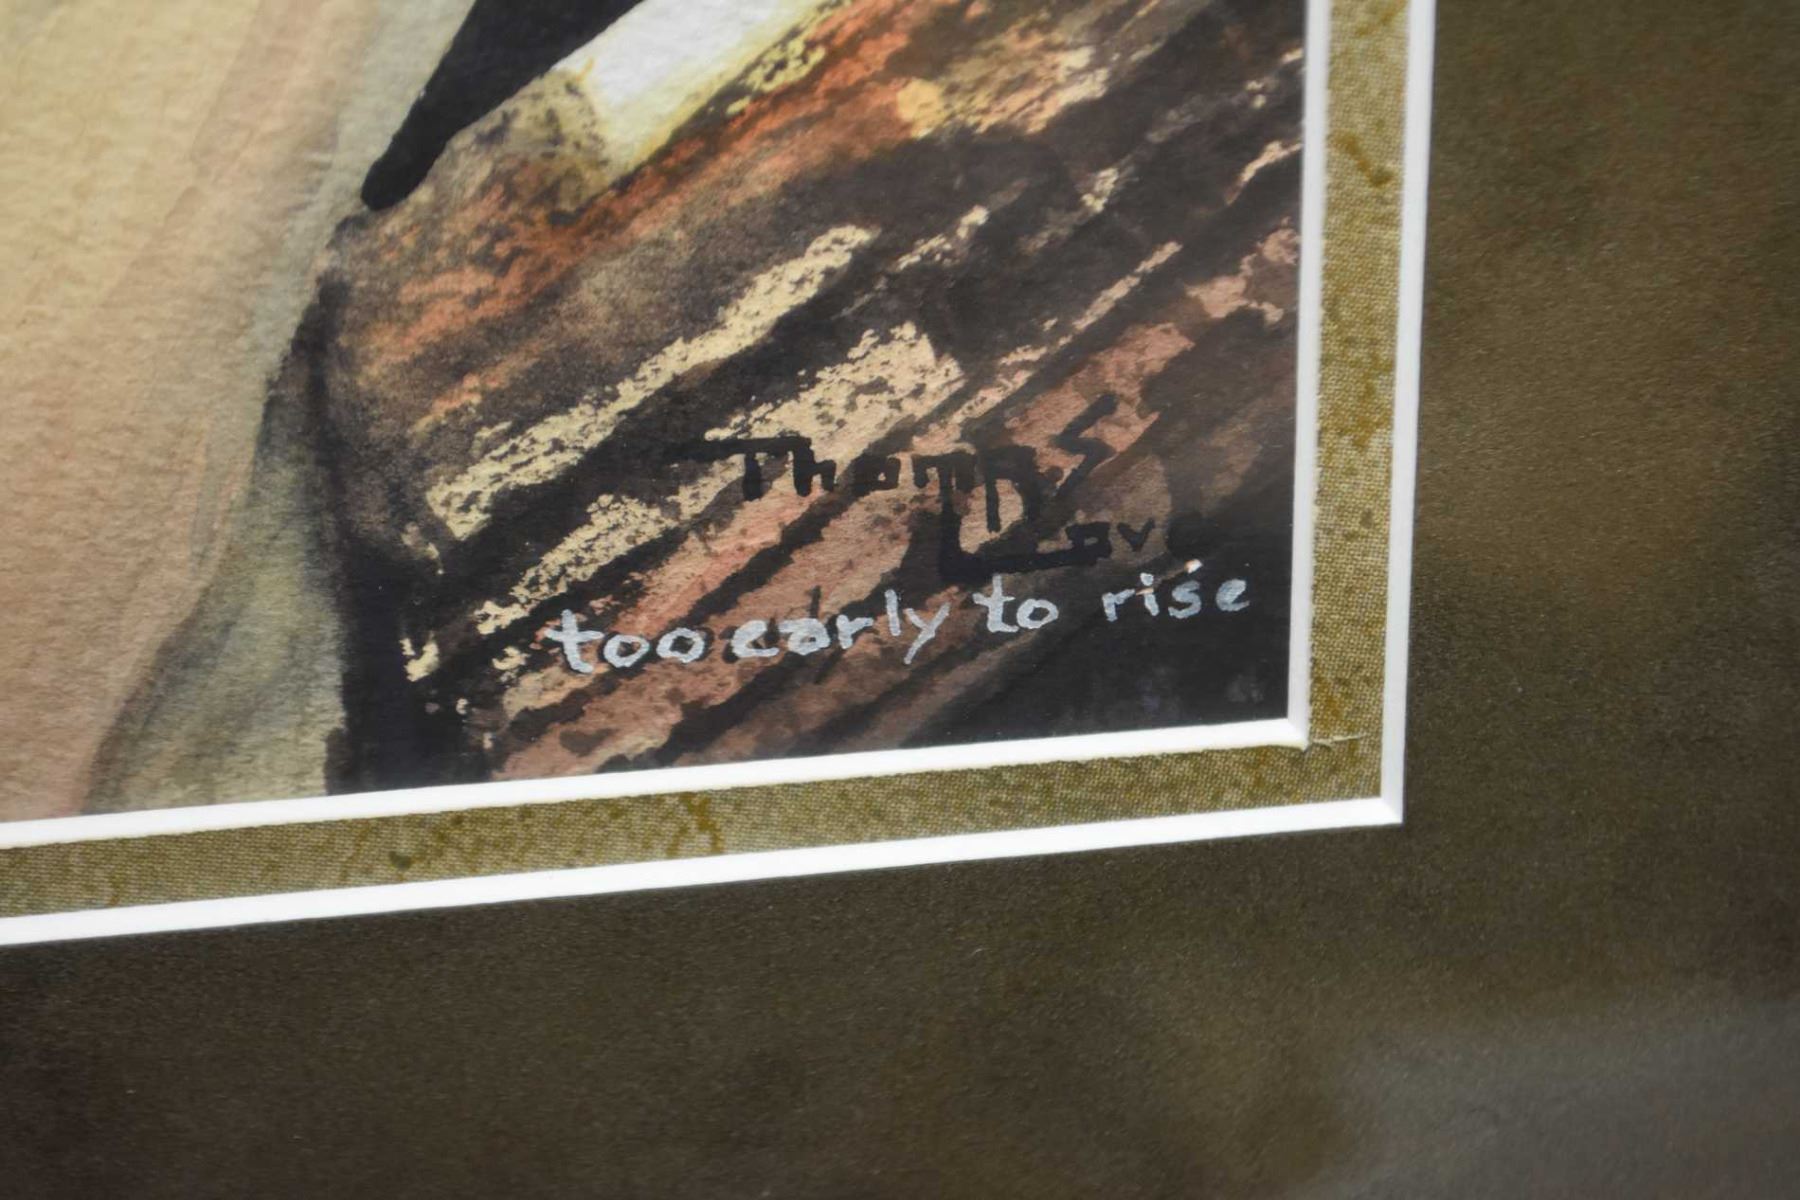 Thomas
Love
too early to rise